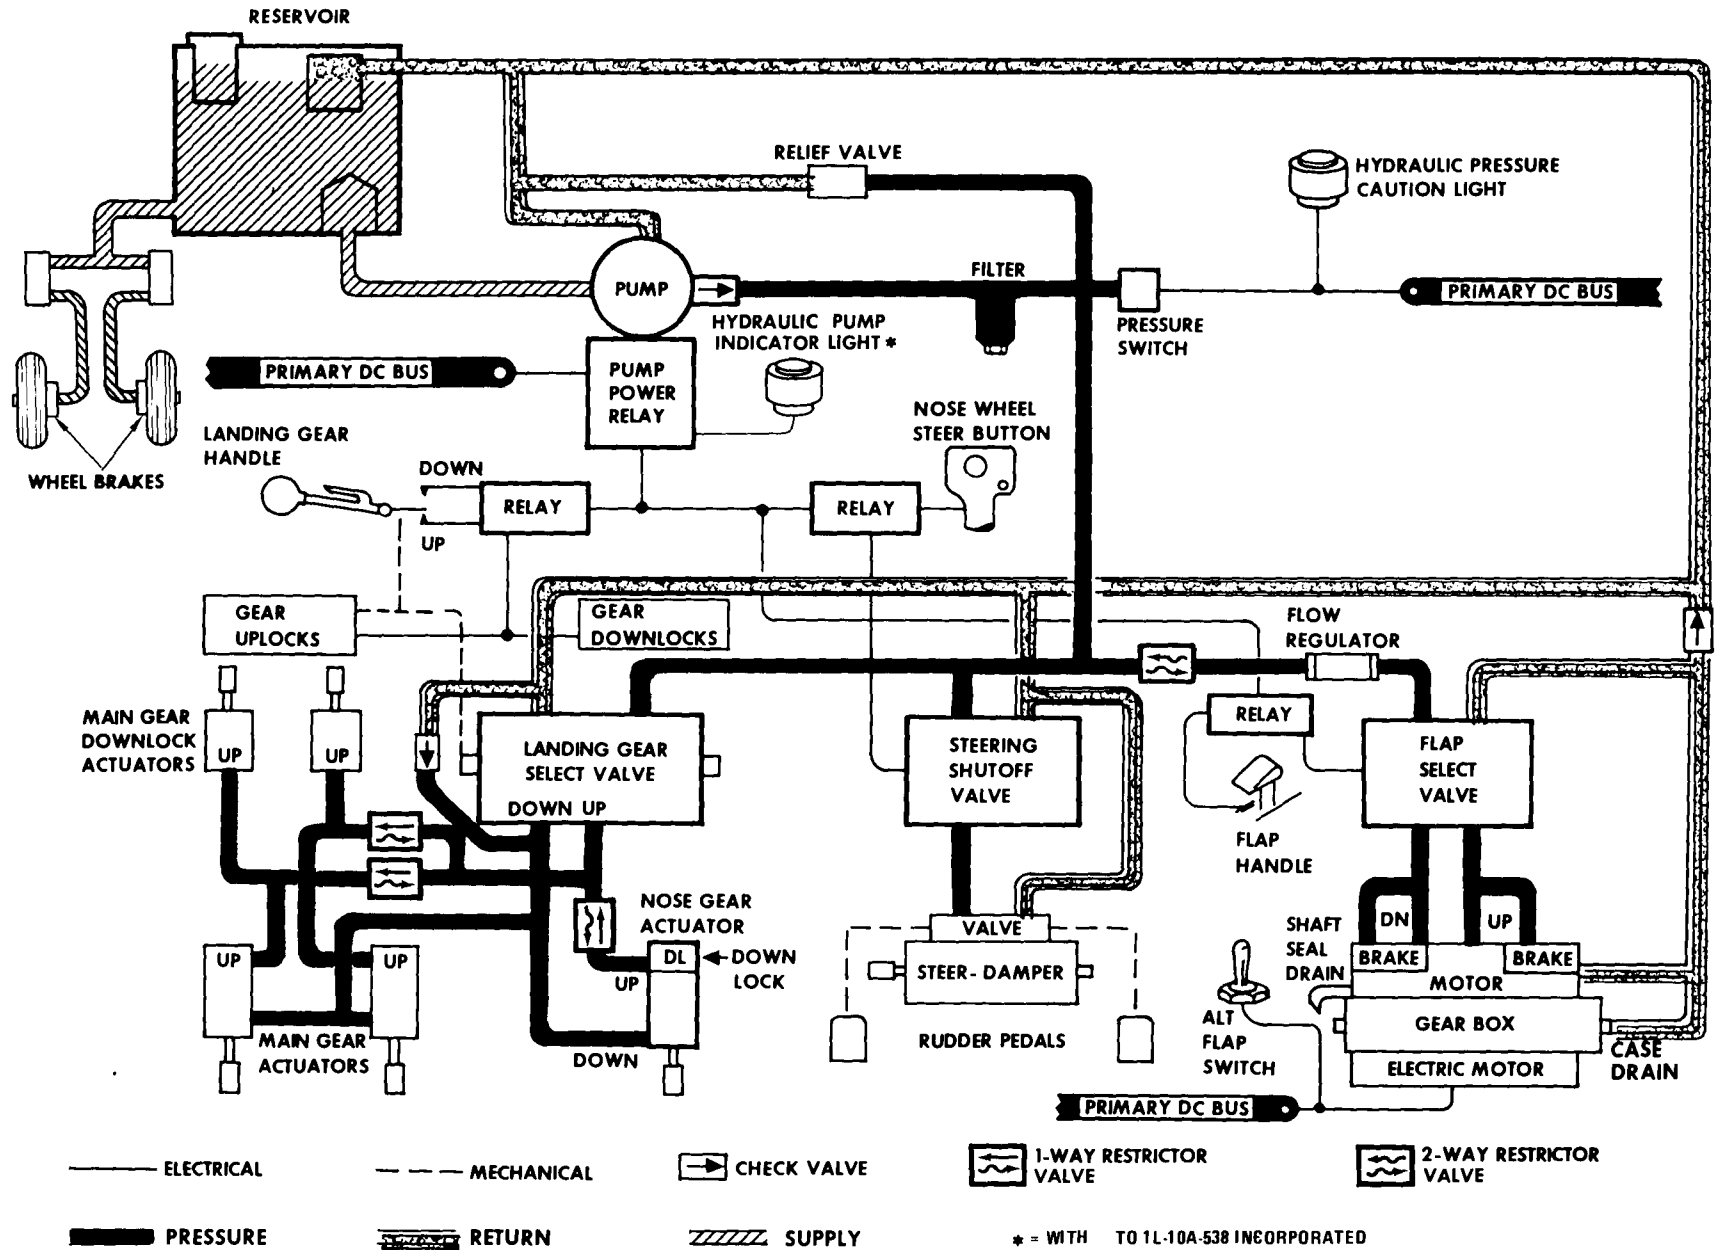 RESERVOIR
RELIEF VALVE
HYDRAULIC PRESSURE
CAUTION LIGHT
PUMP
FILTER
PRIMARY DC BUS
PRESSURE
SWITCH
HYDRAULIC PUMP
INDICATOR LIGHT*
PRIMARY DC BUS
PUMP
POWER
RELAY
NOSE WHEEL
STEER BUTTON
LANDING GEAR
HANDLE
WHEEL BRAKES
DOWN
RELAY
RELAY
UP
GEAR
UPLOCKS
GEAR
DOWNLOCKS
FLOW
REGULATOR
MAIN GEAR
DOWNLOCK
ACTUATORS
UP
UP
LANDING GEAR
SELECT VALVE
DOWN UP
STEERING
SHUTOFF
VALVE
RELAY
FLAP
SELECT
VALVE
FLAP
HANDLE
NOSE GEAR
ACTUATOR
DL
DOWN
LOCK
UP
UP
UP
VALVE
STEER-DAMPER
SHAFT
SEAL
DRAIN
DN
UP
BRAKE
BRAKE
MOTOR
GEAR BOX
ELECTRIC MOTOR
MAIN GEAR
ACTUATORS
DOWN
RUDDER PEDALS
ALT
FLAP
SWITCH
CASE
DRAIN
PRIMARY DC BUS
ELECTRICAL
MECHANICAL
CHECK VALVE
1-WAY RESTRICTOR
VALVE
2-WAY RESTRICTOR
VALVE
PRESSURE
RETURN
SUPPLY
* = WITH TO 1L-10A-538 INCORPORATED